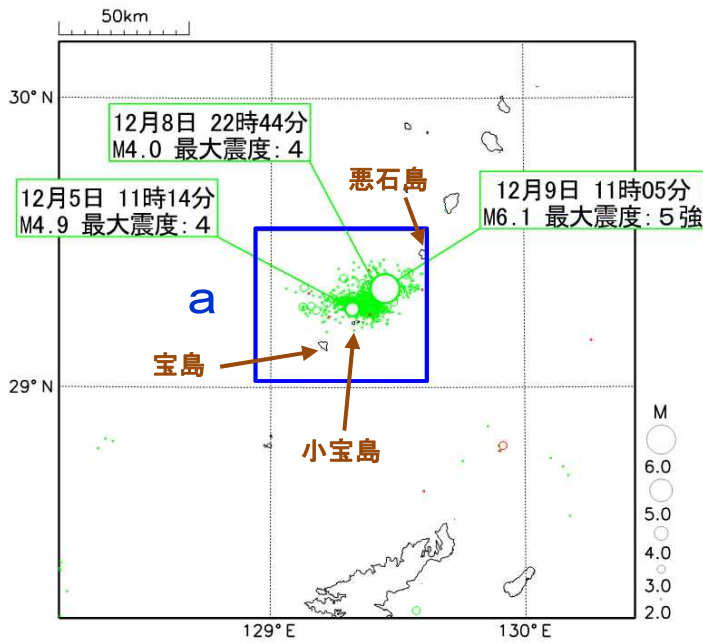 50km
30°N
12月8日 22時44分
M4.0 最大震度:4
悪石島
12月5日 11時14分
M4.9 最大震度:4
12月9日 11時05分
M6.1 最大震度:5強
a
宝島
29°N
小宝島
M
6.0
5.0
4.0
3.0
2.0
129°E
130°E